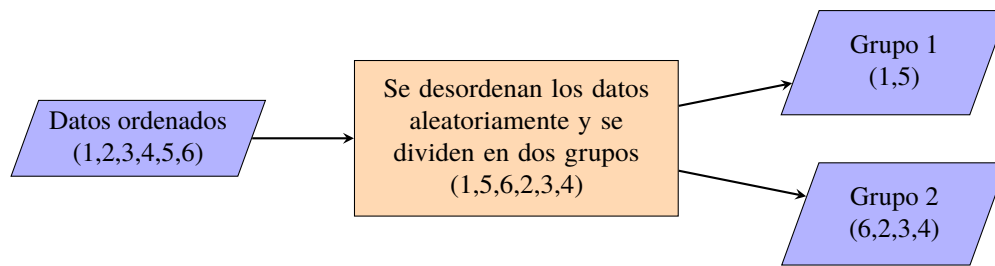 Datos ordenados
(1,2,3,4,5,6)
Se desordenan los datos
aleatoriamente y se
dividen en dos grupos
(1,5,6,2,3,4)
Grupo 1
(1,5)
Grupo 2
(6,2,3,4)